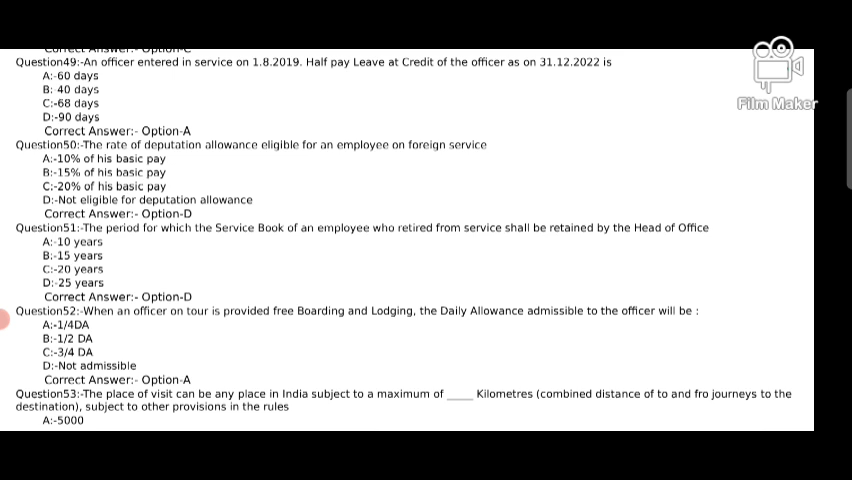 Correct Answer:- Option-C
Question49:-An officer entered in service on 1.8.2019. Half pay Leave at Credit of the officer as on 31.12.2022 is
A:-60 days
B:-40 days
C:-68 days
D:-90 days
Correct Answer:- Option-A
Question50:-The rate of deputation allowance eligible for an employee on foreign service
A:-10% of his basic pay
B:-15% of his basic pay
C:-20% of his basic pay
D:-Not eligible for deputation allowance
Correct Answer:- Option-D
Question51:-The period for which the Service Book of an employee who retired from service shall be retained by the Head of Office
A:-10 years
B:-15 years
C:-20 years
D:-25 years
Correct Answer:- Option-D
Question52:-When an officer on tour is provided free Boarding and Lodging, the Daily Allowance admissible to the officer will be :
A:-1/4DA
B:-1/2 DA
C:-3/4 DA
D:-Not admissible
Correct Answer:- Option-A
Question53:-The place of visit can be any place in India subject to a maximum of ____ Kilometres (combined distance of to and fro journeys to the
destination), subject to other provisions in the rules
A:-5000
Film Maker